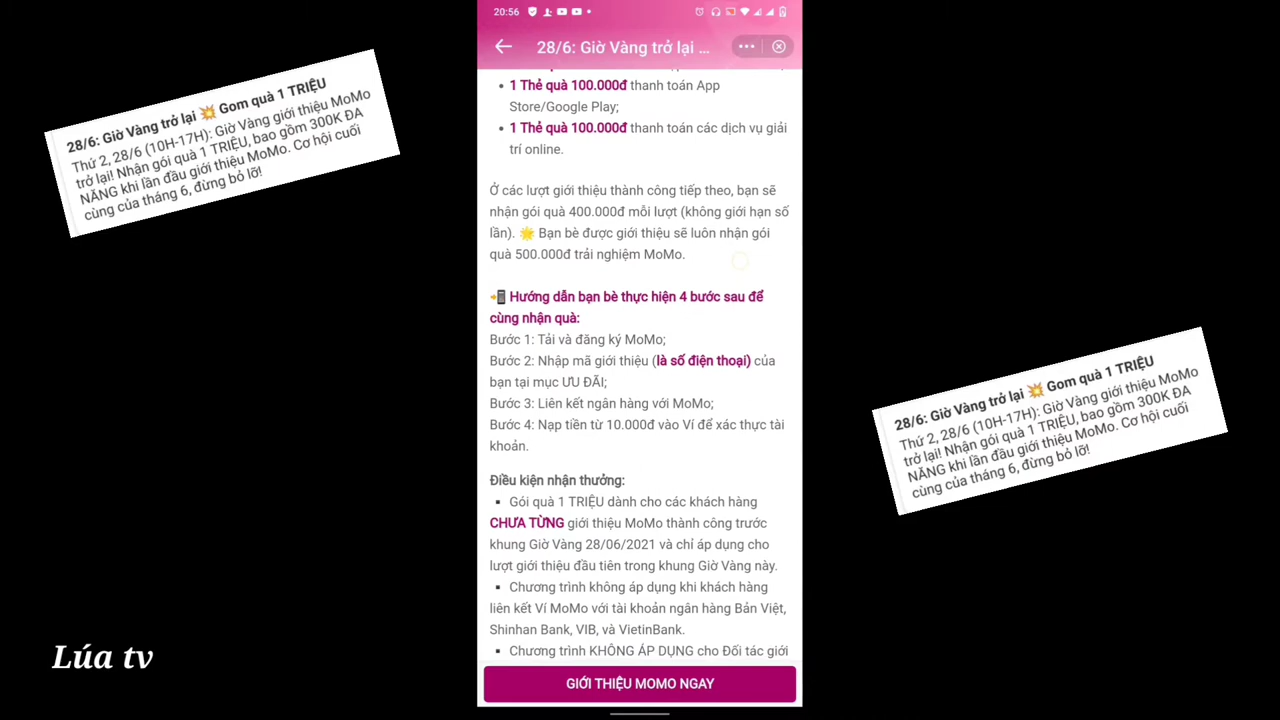 28/6: Giờ Vàng trở lại 💥 Gom quà 1 TRIỆU
Thứ 2, 28/6 (10H-17H): Giờ Vàng giới thiệu MoMo
trở lại! Nhận gói quà 1 TRIỆU, bao gồm 300K ĐA
NĂNG khi lần đầu giới thiệu MoMo. Cơ hội cuối
cùng của tháng 6, đừng bỏ lỡ!
20:56
28/6: Giờ Vàng trở lại ...
1 Thẻ quà 100.000đ thanh toán App
Store/Google Play;
1 Thẻ quà 100.000đ thanh toán các dịch vụ giải
trí online.
Ở các lượt giới thiệu thành công tiếp theo, bạn sẽ
nhận gói quà 400.000đ mỗi lượt (không giới hạn số
lần). 🌟 Bạn bè được giới thiệu sẽ luôn nhận gói
quà 500.000đ trải nghiệm MoMo.
📲 Hướng dẫn bạn bè thực hiện 4 bước sau để
cùng nhận quà:
Bước 1: Tải và đăng ký MoMo;
Bước 2: Nhập mã giới thiệu (là số điện thoại) của
bạn tại mục ƯU ĐÃI;
Bước 3: Liên kết ngân hàng với MoMo;
Bước 4: Nạp tiền từ 10.000đ vào Ví để xác thực tài
khoản.
Điều kiện nhận thưởng:
▪ Gói quà 1 TRIỆU dành cho các khách hàng
CHƯA TỪNG giới thiệu MoMo thành công trước
khung Giờ Vàng 28/06/2021 và chỉ áp dụng cho
lượt giới thiệu đầu tiên trong khung Giờ Vàng này.
▪ Chương trình không áp dụng khi khách hàng
liên kết Ví MoMo với tài khoản ngân hàng Bản Việt,
Shinhan Bank, VIB, và VietinBank.
▪ Chương trình KHÔNG ÁP DỤNG cho Đối tác giới
GIỚI THIỆU MOMO NGAY
28/6: Giờ Vàng trở lại 💥 Gom quà 1 TRIỆU
Thứ 2, 28/6 (10H-17H): Giờ Vàng giới thiệu MoMo
trở lại! Nhận gói quà 1 TRIỆU, bao gồm 300K ĐA
NĂNG khi lần đầu giới thiệu MoMo. Cơ hội cuối
cùng của tháng 6, đừng bỏ lỡ!
Lúa tv